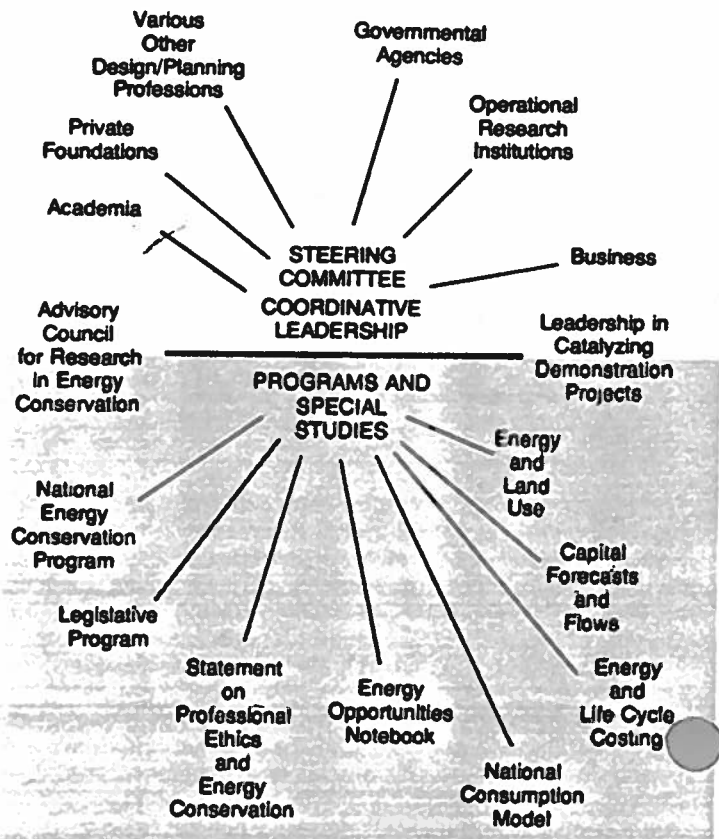 Various
Other
Design/Planning
Professions
Governmental
Agencies
Operational
Research
Institutions
Private
Foundations
Academia
Business
STEERING
COMMITTEE
COORDINATIVE
LEADERSHIP
Advisory
Council
for Research
in Energy
Conservation
Leadership in
Catalyzing
Demonstration
Projects
PROGRAMS AND
SPECIAL
STUDIES
National
Energy
Conservation
Program
Legislative
Program
Statement
on
Professional
Ethics
and
Energy
Conservation
Energy
Opportunities
Notebook
National
Consumption
Model
Energy
and
Life Cycle
Costing
Capital
Forecasts
and
Flows
Energy
and
Land
Use